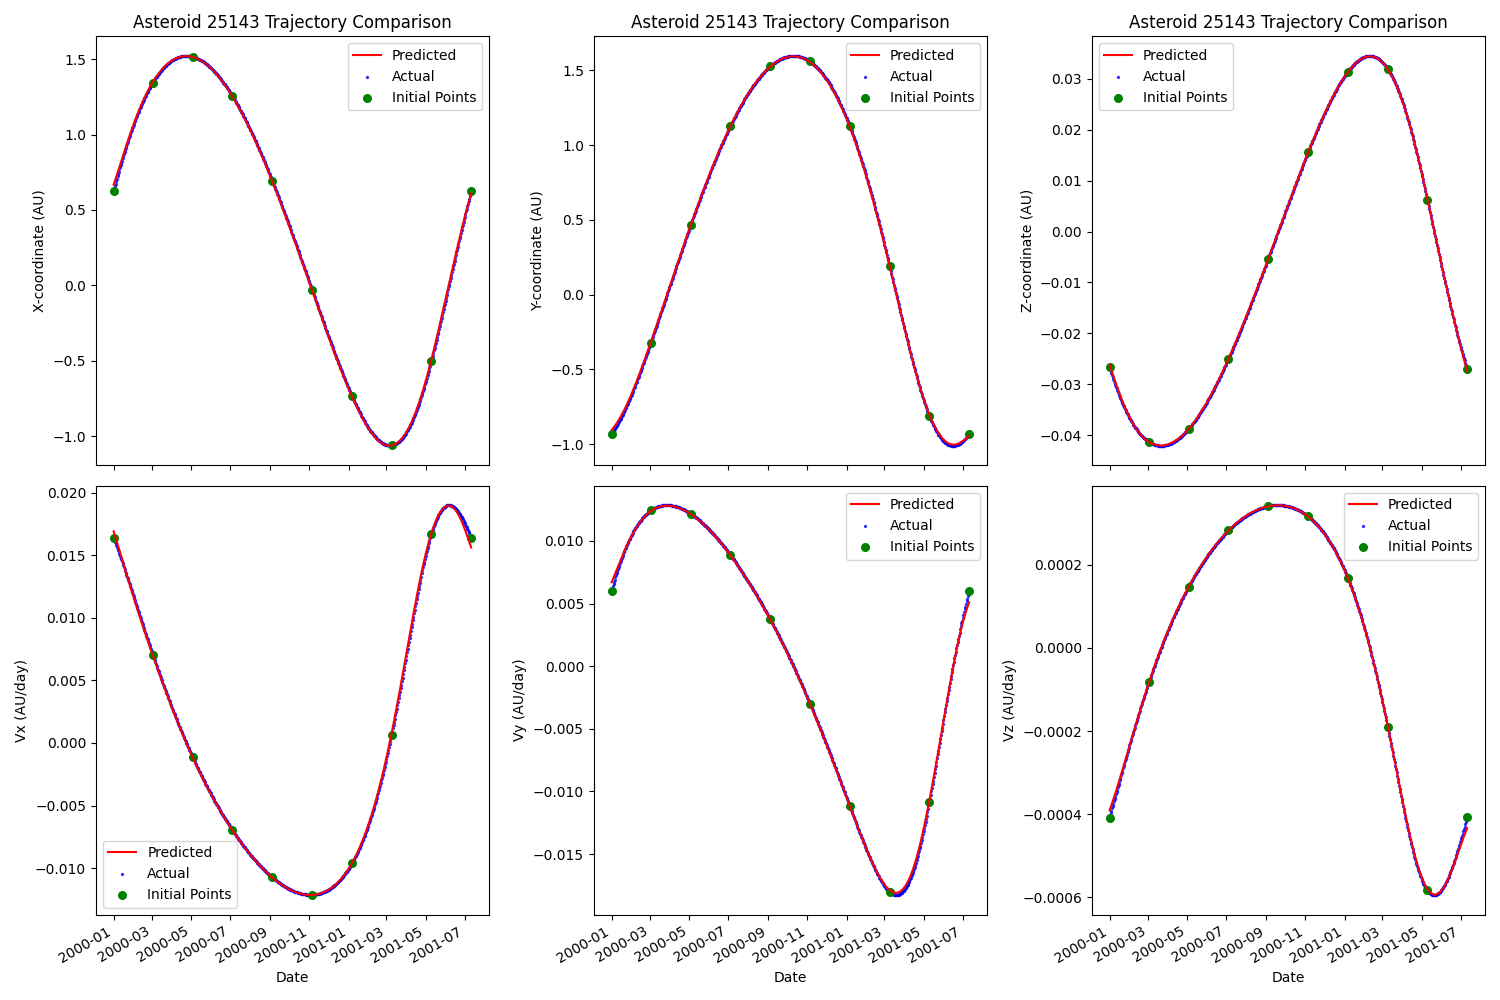 Asteroid 25143 Trajectory Comparison
X-coordinate (AU)
1.5
1.0
0.5
0.0
−0.5
−1.0
Predicted
Actual
Initial Points
Asteroid 25143 Trajectory Comparison
Y-coordinate (AU)
1.5
1.0
0.5
0.0
−0.5
−1.0
Predicted
Actual
Initial Points
Asteroid 25143 Trajectory Comparison
Z-coordinate (AU)
0.03
0.02
0.01
0.00
−0.01
−0.02
−0.03
−0.04
Predicted
Actual
Initial Points
Vx (AU/day)
0.020
0.015
0.010
0.005
0.000
−0.005
−0.010
Predicted
Actual
Initial Points
2000-01
2000-03
2000-05
2000-07
2000-09
2000-11
2001-01
2001-03
2001-05
2001-07
Date
Vy (AU/day)
0.010
0.005
0.000
−0.005
−0.010
−0.015
Predicted
Actual
Initial Points
2000-01
2000-03
2000-05
2000-07
2000-09
2000-11
2001-01
2001-03
2001-05
2001-07
Date
Vz (AU/day)
0.0002
0.0000
−0.0002
−0.0004
−0.0006
Predicted
Actual
Initial Points
2000-01
2000-03
2000-05
2000-07
2000-09
2000-11
2001-01
2001-03
2001-05
2001-07
Date